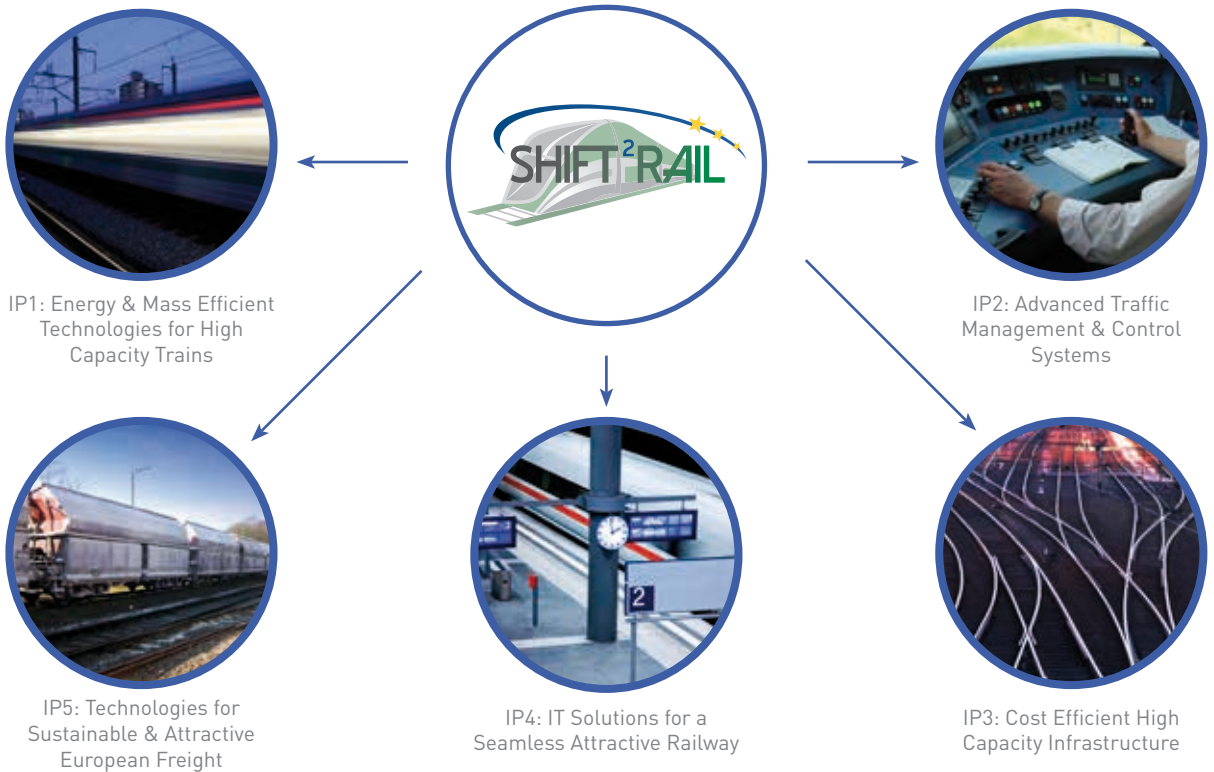 SHIFT2RAIL
IP1: Energy & Mass Efficient
Technologies for High
Capacity Trains
IP2: Advanced Traffic
Management & Control
Systems
2
IP5: Technologies for
Sustainable & Attractive
European Freight
IP4: IT Solutions for a
Seamless Attractive Railway
IP3: Cost Efficient High
Capacity Infrastructure